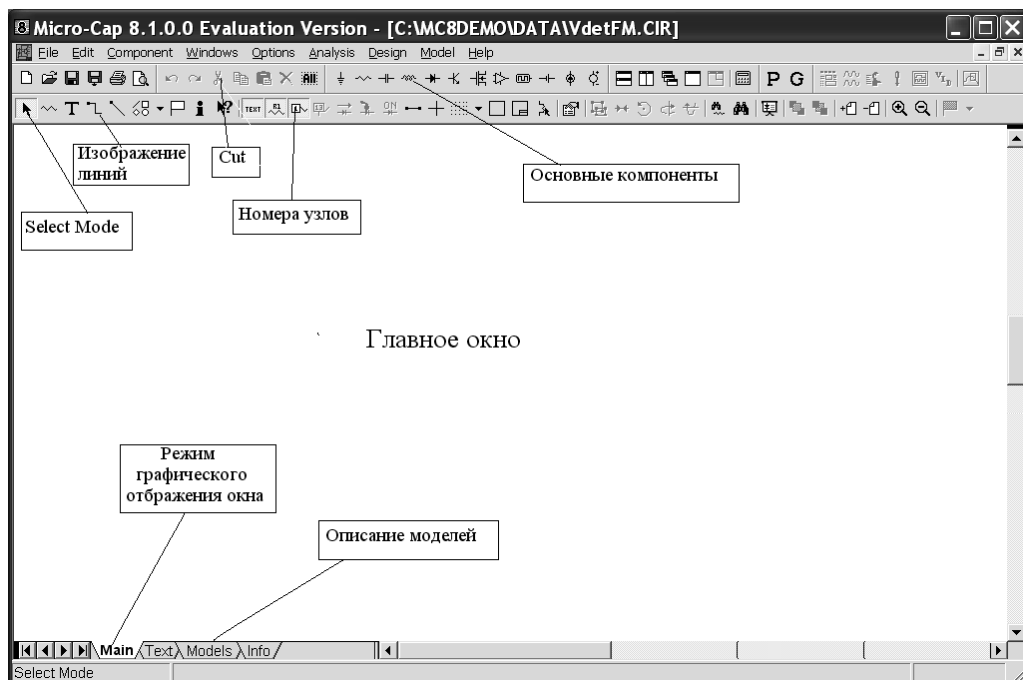 Micro-Cap 8.1.0.0 Evaluation Version - [C:\MC8DEMO\DATA\VdetFM.CIR]
File Edit Component Windows Options Analysis Design Model Help
P G
T TEXT
Изображение
линий
Cut
Основные компоненты
Номера узлов
Select Mode
Главное окно
Режим
графического
отбражения окна
Описание моделей
Main Text Models Info
Select Mode